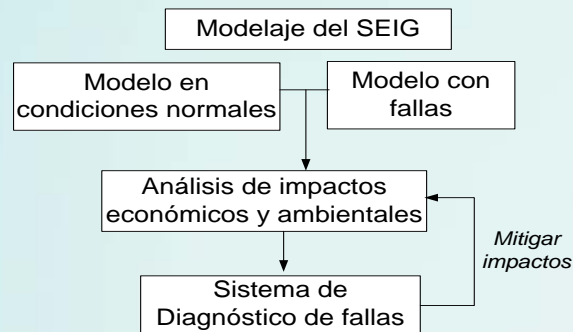 Modelaje del SEIG
Modelo en
condiciones normales
Modelo con
fallas
Análisis de impactos
económicos y ambientales
Mitigar
impactos
Sistema de
Diagnóstico de fallas